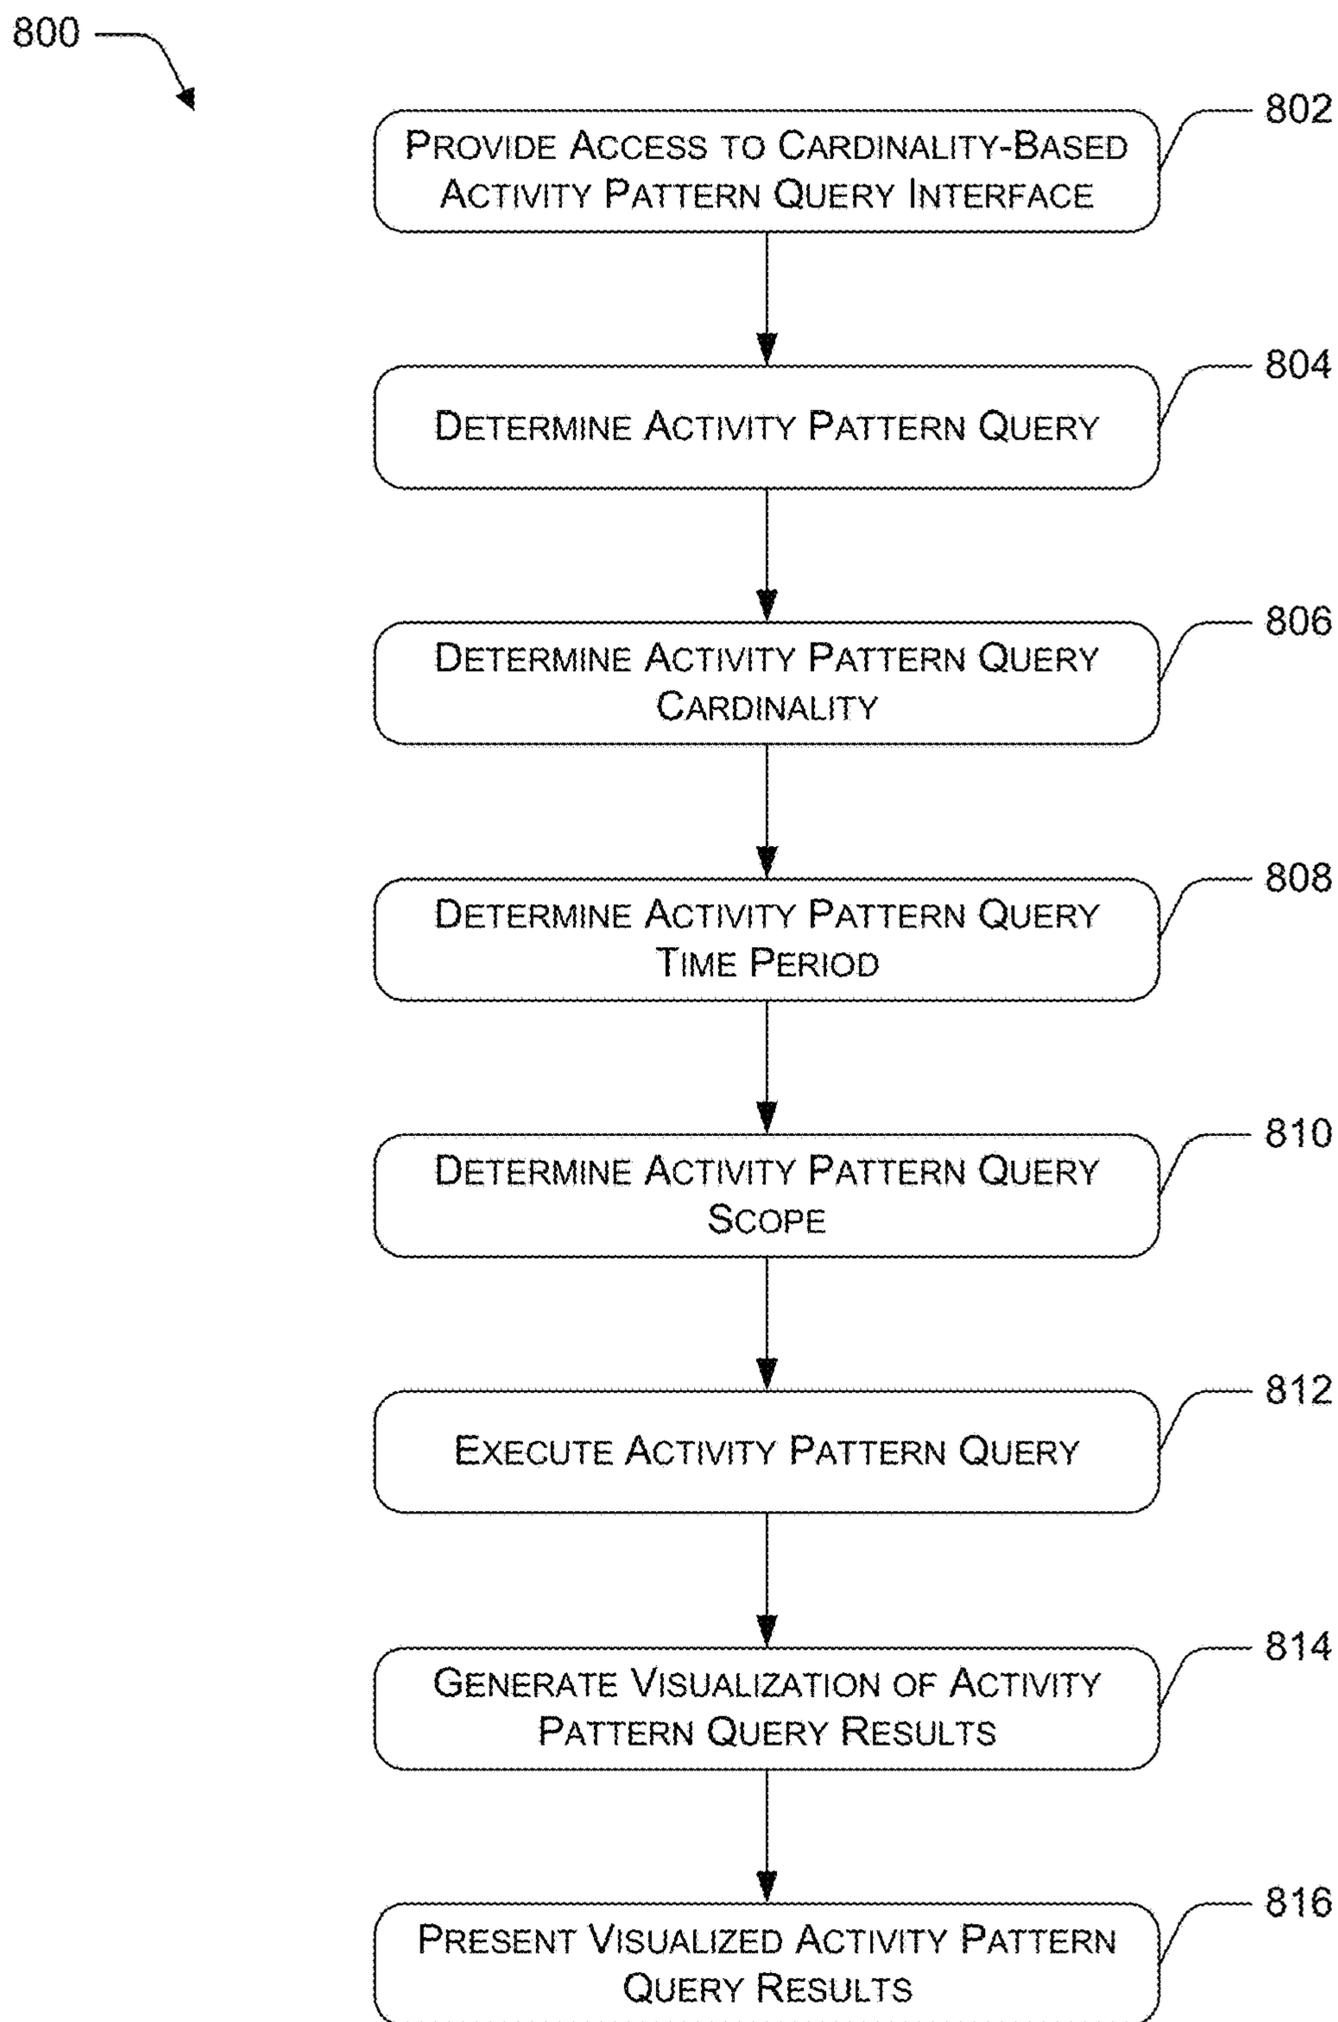 800
802
PROVIDE ACCESS TO CARDINALITY-BASED
ACTIVITY PATTERN QUERY INTERFACE
804
DETERMINE ACTIVITY PATTERN QUERY
806
DETERMINE ACTIVITY PATTERN QUERY
CARDINALITY
808
DETERMINE ACTIVITY PATTERN QUERY
TIME PERIOD
810
DETERMINE ACTIVITY PATTERN QUERY
SCOPE
812
EXECUTE ACTIVITY PATTERN QUERY
814
GENERATE VISUALIZATION OF ACTIVITY
PATTERN QUERY RESULTS
816
PRESENT VISUALIZED ACTIVITY PATTERN
QUERY RESULTS